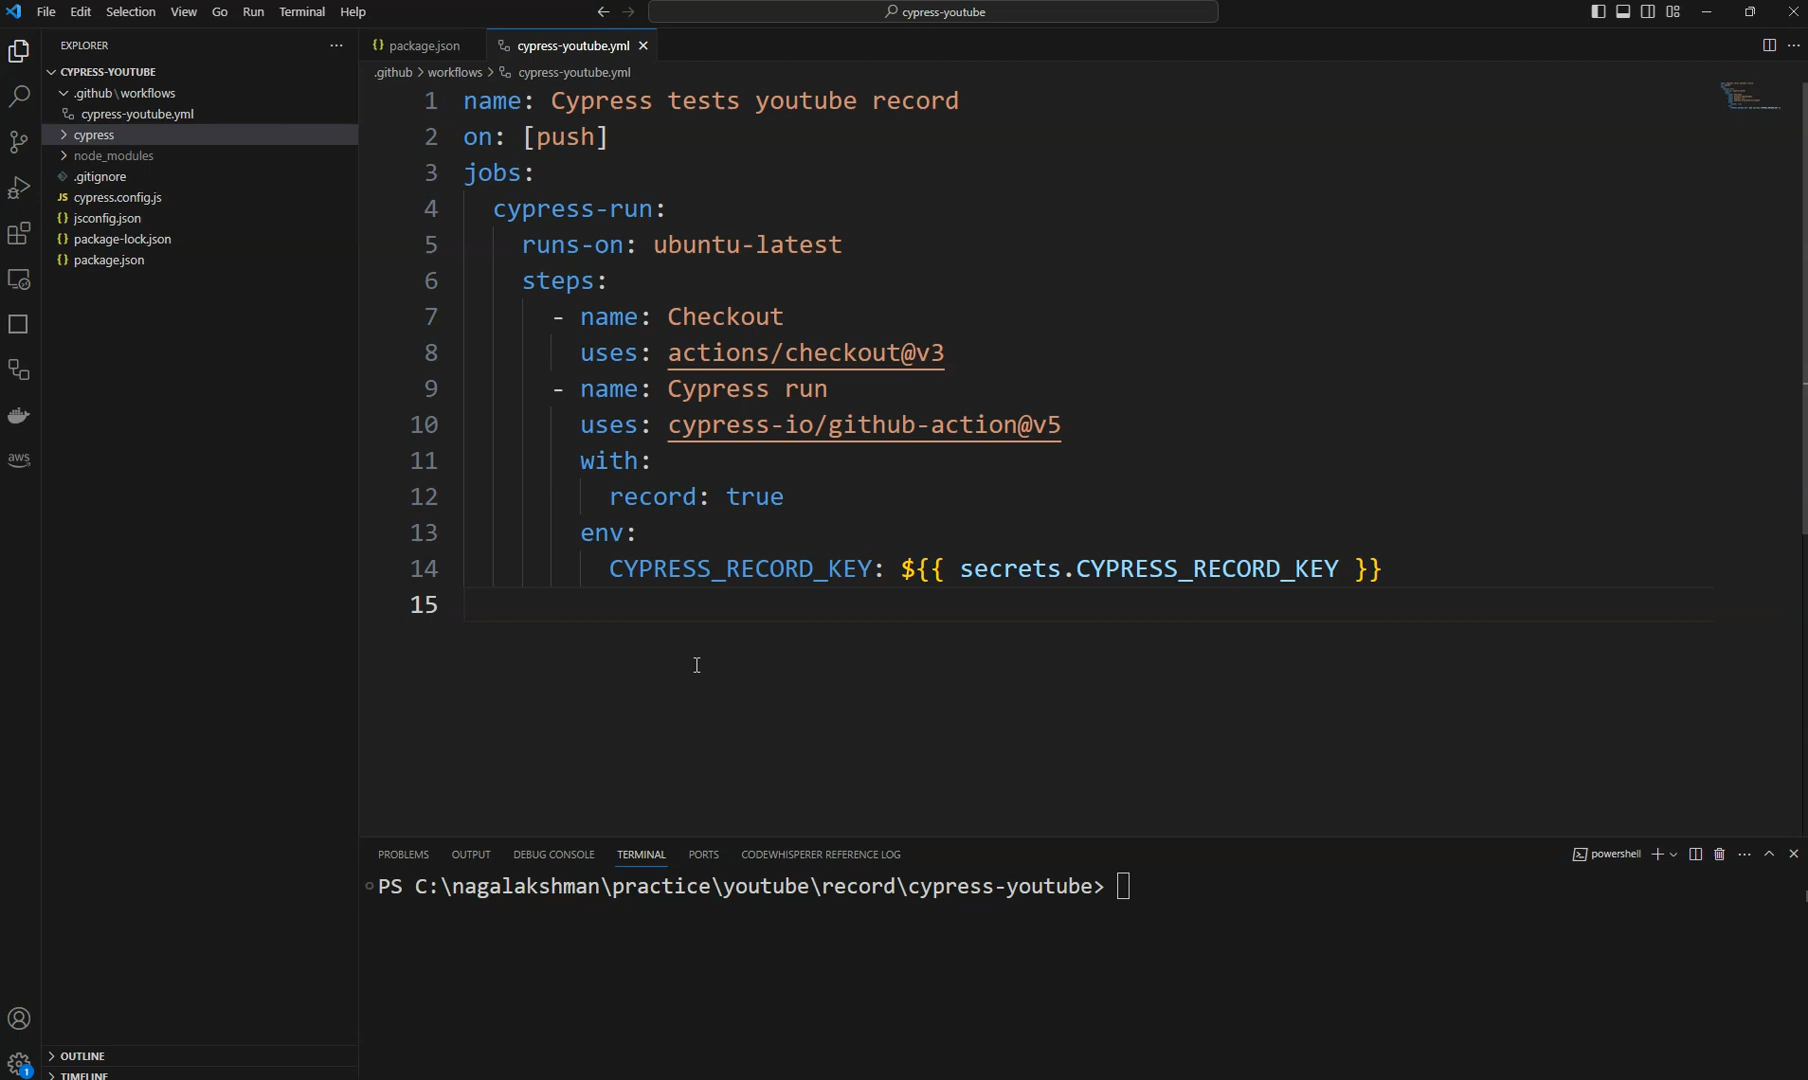 File Edit Selection View Go Run Terminal Help
cypress-youtube
EXPLORER
CYPRESS-YOUTUBE
.github\workflows
cypress-youtube.yml
cypress
node_modules
.gitignore
JS cypress.config.js
{} jsconfig.json
{} package-lock.json
{} package.json
OUTLINE
TIMELINE
aws
1
{} package.json
cypress-youtube.yml
.github > workflows > cypress-youtube.yml
1 name: Cypress tests youtube record
2 on: [push]
3 jobs:
4 cypress-run:
5 runs-on: ubuntu-latest
6 steps:
7 - name: Checkout
8 uses: actions/checkout@v3
9 - name: Cypress run
10 uses: cypress-io/github-action@v5
11 with:
12 record: true
13 env:
14 CYPRESS_RECORD_KEY: ${{ secrets.CYPRESS_RECORD_KEY }}
15
PROBLEMS OUTPUT DEBUG CONSOLE TERMINAL PORTS CODEWHISPERER REFERENCE LOG
powershell
PS C:\nagalakshman\practice\youtube\record\cypress-youtube>